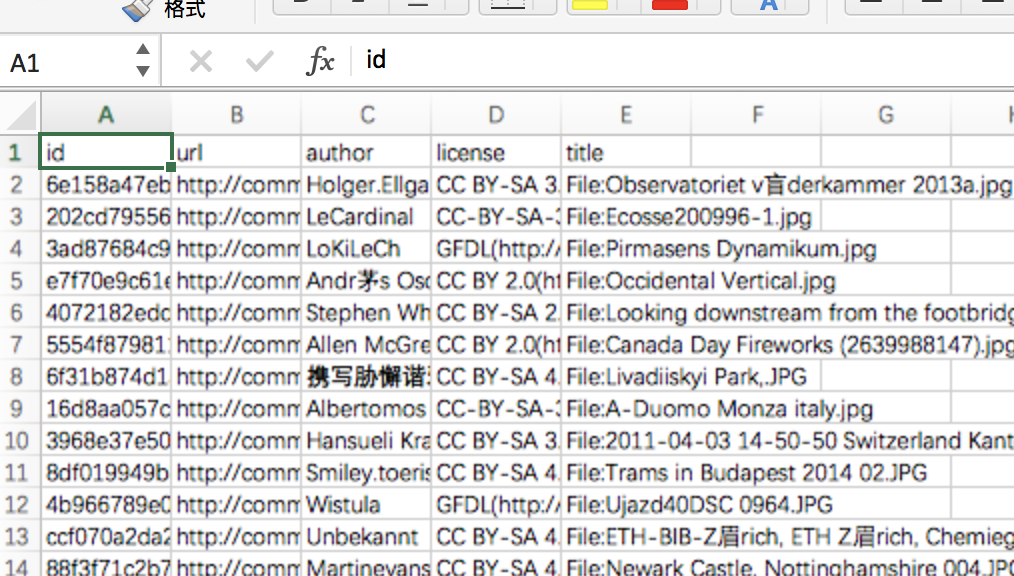 格式
A1 fx id
A B C D E F G
1 id url author license title
2 6e158a47eb http://comm Holger.Ellga CC BY-SA 3. File:Observatoriet v盲derkammer 2013a.jpg
3 202cd79556 http://comm LeCardinal CC-BY-SA-3 File:Ecosse200996-1.jpg
4 3ad87684c9 http://comm LoKiLeCh GFDL(http:/ File:Pirmasens Dynamikum.jpg
5 e7f70e9c61e http://comm Andr茅s Oso CC BY 2.0(ht File:Occidental Vertical.jpg
6 4072182edc http://comm Stephen Wh CC BY-SA 2. File:Looking downstream from the footbridg
7 5554f87981 http://comm Allen McGre CC BY 2.0(ht File:Canada Day Fireworks (2639988147).jpg
8 6f31b874d1 http://comm 携写胁懈谐 CC BY-SA 4. File:Livadiiskyi Park,.JPG
9 16d8aa057c http://comm Albertomos CC-BY-SA-3 File:A-Duomo Monza italy.jpg
10 3968e37e50 http://comm Hansueli Kra CC BY-SA 3. File:2011-04-03 14-50-50 Switzerland Kant
11 8df019949b http://comm Smiley.toeris CC BY-SA 4. File:Trams in Budapest 2014 02.JPG
12 4b966789e0 http://comm Wistula GFDL(http:/ File:Ujazd40DSC 0964.JPG
13 ccf070a2da2 http://comm Unbekannt CC BY-SA 4. File:ETH-BIB-Z眉rich, ETH Z眉rich, Chemieg
14 88f3f71c2b7 http://comm Martinevans CC BY-SA 4. File:Newark Castle, Nottinghamshire 004.JPG